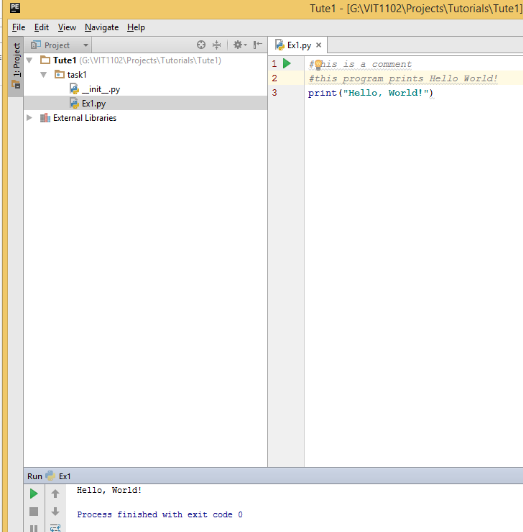 PE Tute1 - [G:\VIT1102\Projects\Tutorials\Tute1]
File Edit View Navigate Help
1: Project
Project
Ex1.py
Tute1 (G:\VIT1102\Projects\Tutorials\Tute1)
task1
__init__.py
Ex1.py
External Libraries
1 #this is a comment
2 #this program prints Hello World!
3 print("Hello, World!")
Run Ex1
Hello, World!
Process finished with exit code 0